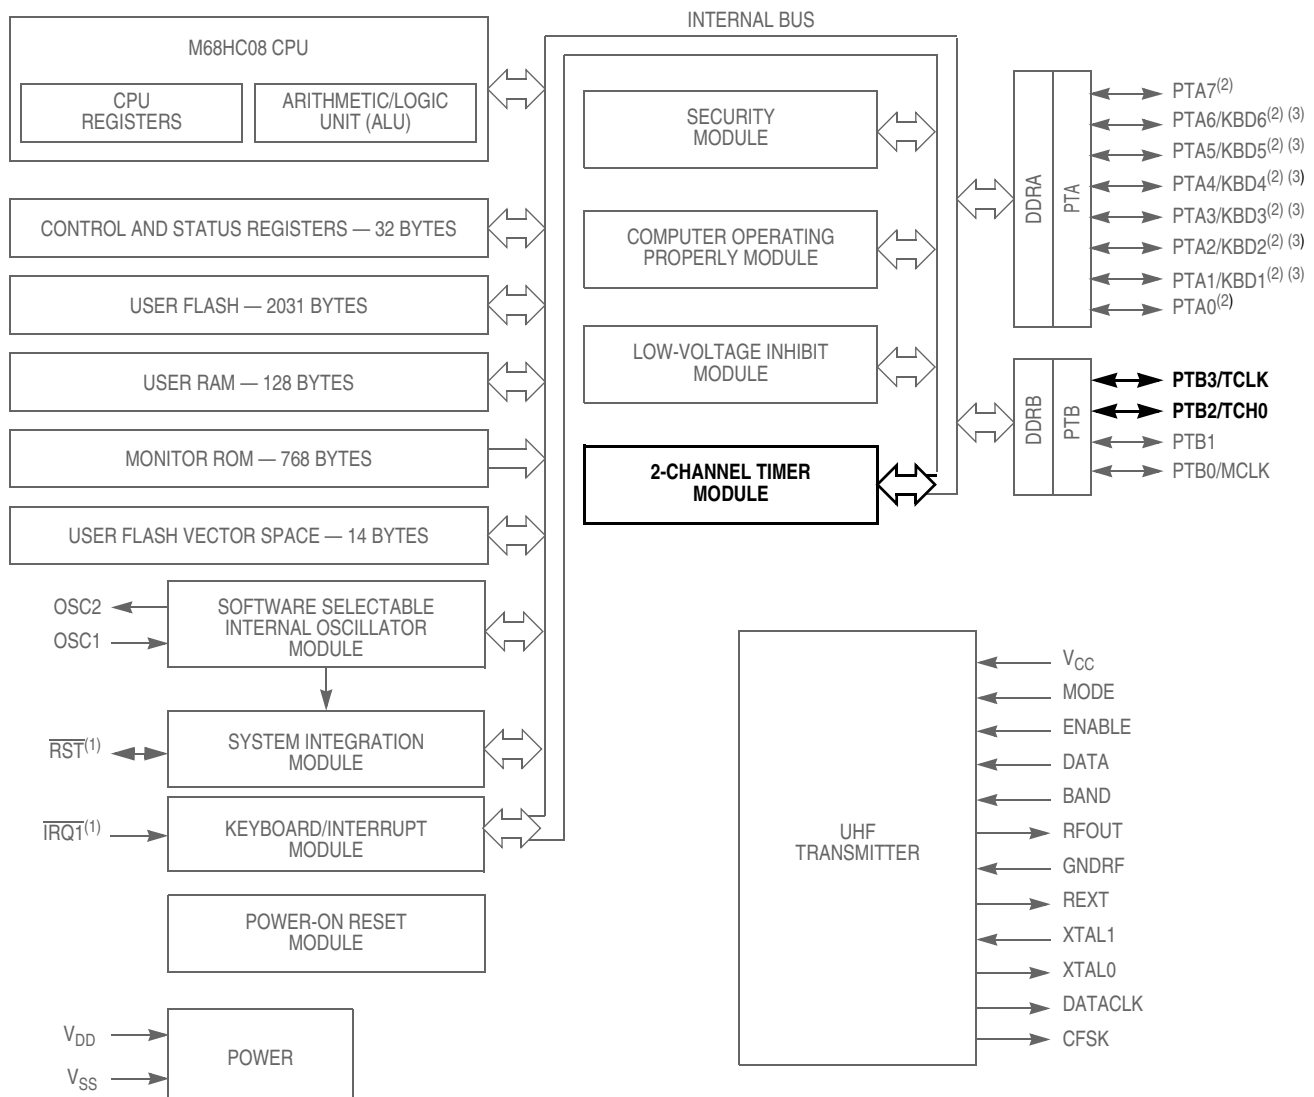 INTERNAL BUS
M68HC08 CPU
CPU
REGISTERS
ARITHMETIC/LOGIC
UNIT (ALU)
CONTROL AND STATUS REGISTERS — 32 BYTES
USER FLASH — 2031 BYTES
USER RAM — 128 BYTES
MONITOR ROM — 768 BYTES
USER FLASH VECTOR SPACE — 14 BYTES
OSC2
OSC1
SOFTWARE SELECTABLE
INTERNAL OSCILLATOR
MODULE
RST(1)
SYSTEM INTEGRATION
MODULE
IRQ1(1)
KEYBOARD/INTERRUPT
MODULE
POWER-ON RESET
MODULE
VDD
VSS
POWER
SECURITY
MODULE
COMPUTER OPERATING
PROPERLY MODULE
LOW-VOLTAGE INHIBIT
MODULE
2-CHANNEL TIMER
MODULE
DDRA
PTA
PTA7(2)
PTA6/KBD6(2) (3)
PTA5/KBD5(2) (3)
PTA4/KBD4(2) (3)
PTA3/KBD3(2) (3)
PTA2/KBD2(2) (3)
PTA1/KBD1(2) (3)
PTA0(2)
DDRB
PTB
PTB3/TCLK
PTB2/TCH0
PTB1
PTB0/MCLK
UHF
TRANSMITTER
VCC
MODE
ENABLE
DATA
BAND
RFOUT
GNDRF
REXT
XTAL1
XTAL0
DATACLK
CFSK